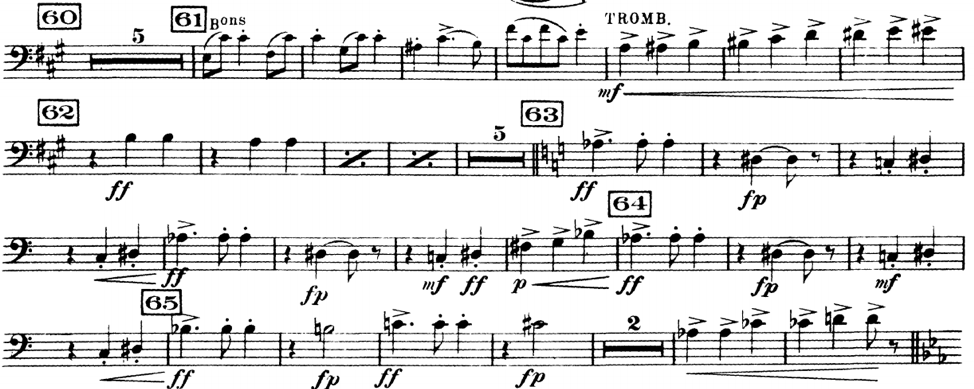 60 5 61 Bons TROMB.
mf
62 5 63
ff ff fp
64
ff fp mf ff p ff fp mf
65 2
ff fp ff fp